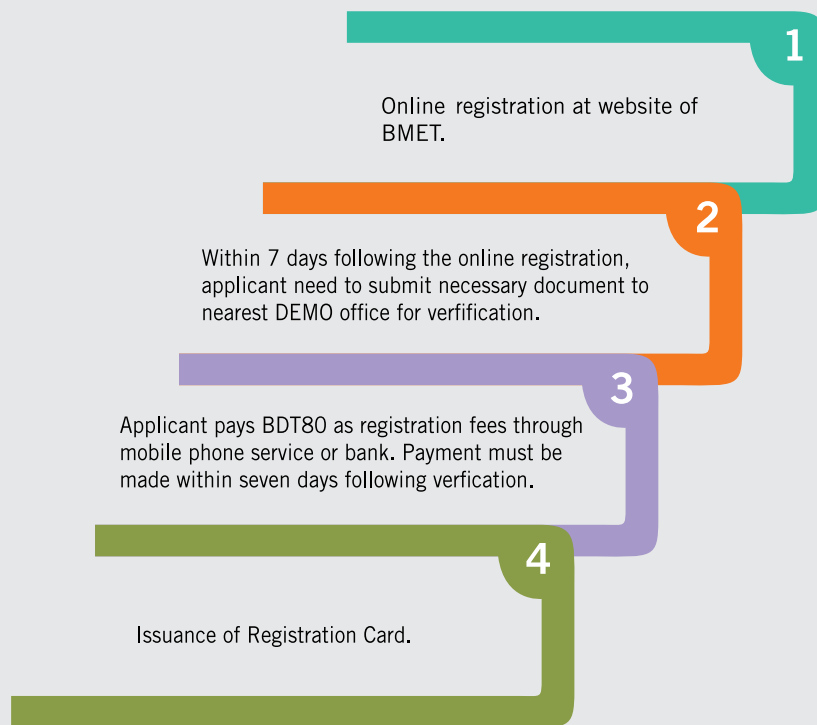 1
Online registration at website of
BMET.
2
Within 7 days following the online registration,
applicant need to submit necessary document to
nearest DEMO office for verfification.
3
Applicant pays BDT80 as registration fees through
mobile phone service or bank. Payment must be
made within seven days following verfication.
4
Issuance of Registration Card.